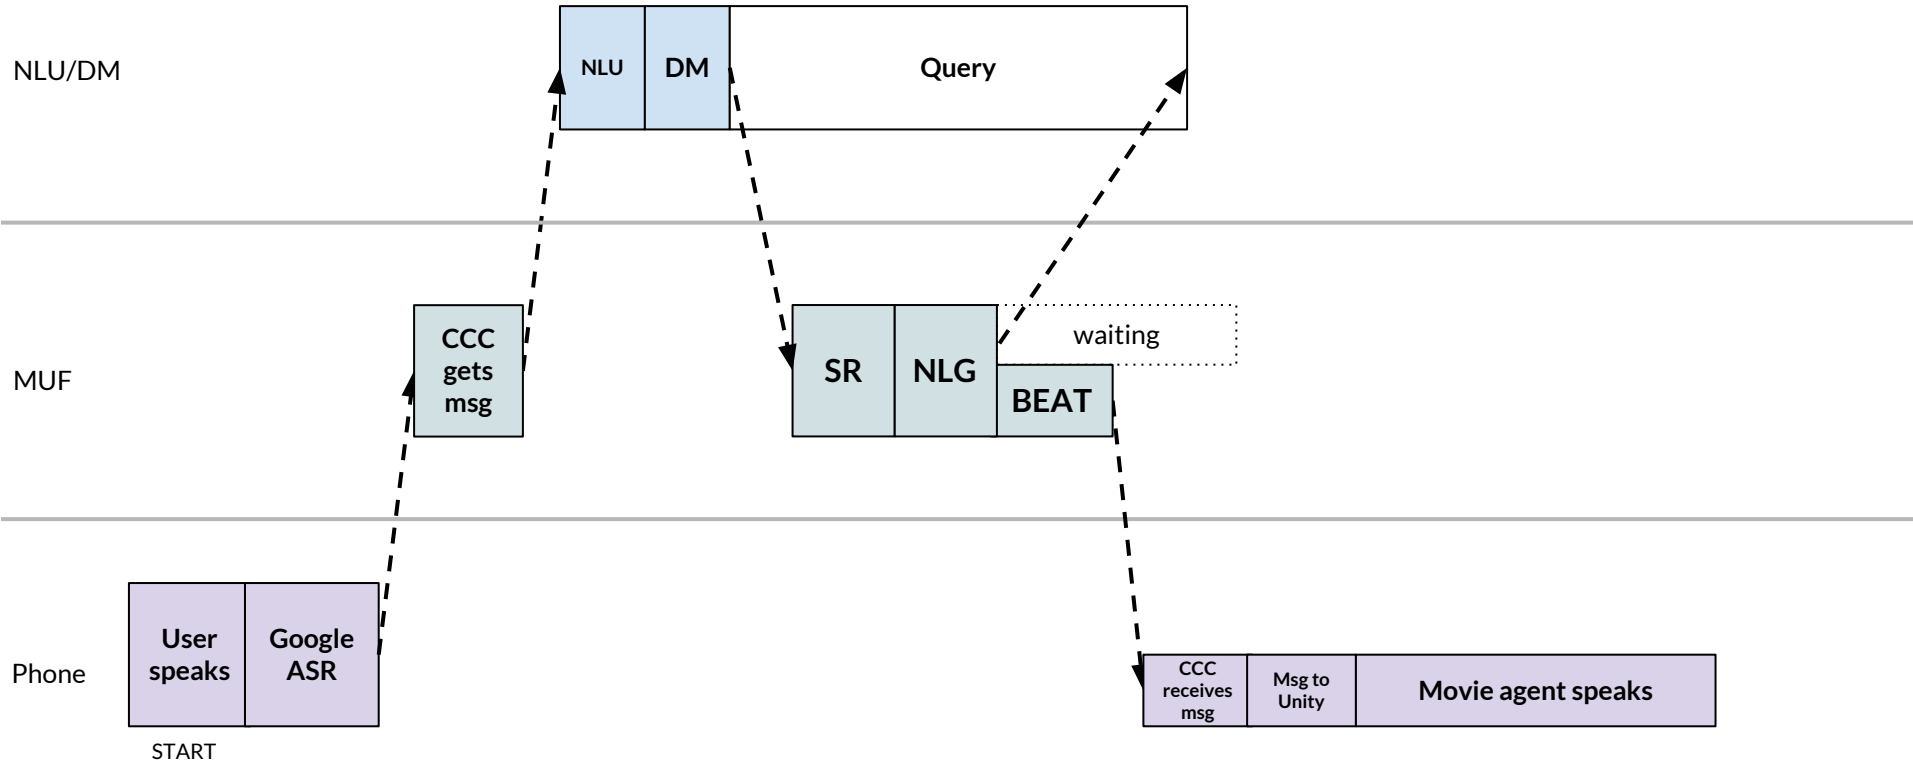 NLU/DM
NLU
DM
Query
MUF
CCC
gets
msg
SR
NLG
waiting
BEAT
Phone
User
speaks
Google
ASR
CCC
receives
msg
Msg to
Unity
Movie agent speaks
START